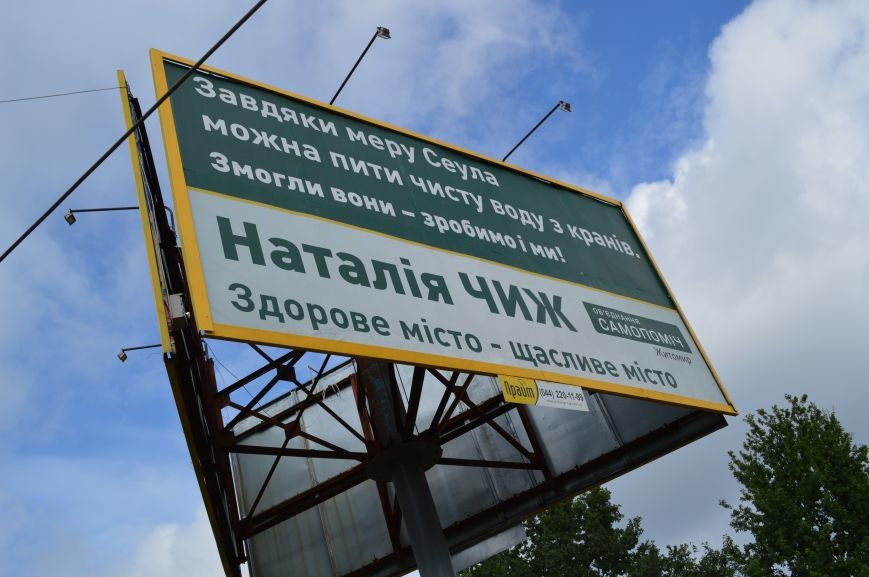 Завдяки меру Сеула
можна пити чисту воду з кранів.
Змогли вони – зробимо і ми!
Наталія ЧИЖ
ОБ'ЄДНАННЯ
САМОПОМІЧ
Житомир
Здорове місто - щасливе місто
Прайм (044) 220-11-99